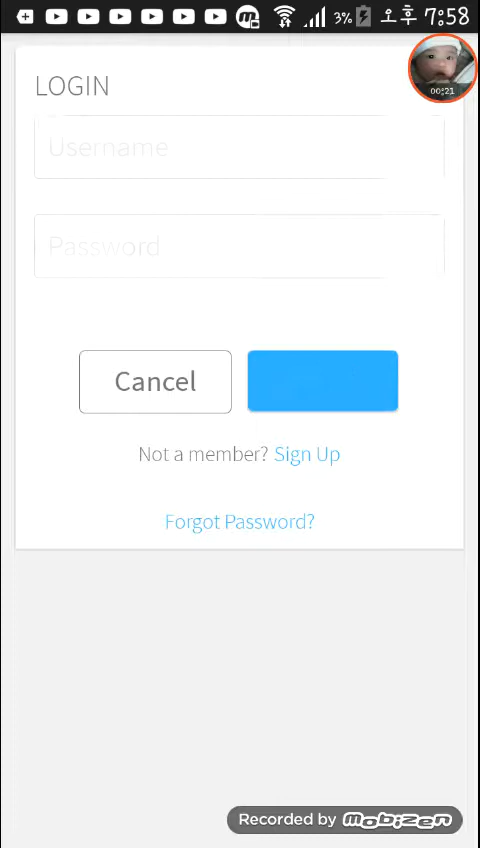 3% 오후 7:58
00:21
LOGIN
Username
Password
Cancel
Not a member? Sign Up
Forgot Password?
Recorded by Mobizen